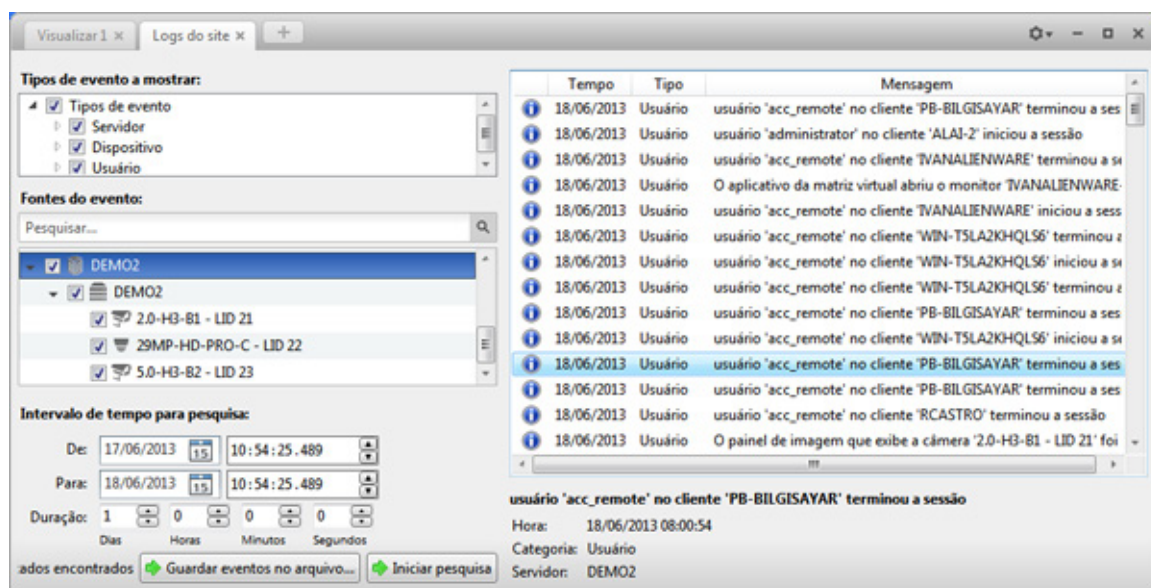 Visualizar 1
Logs do site
Tipos de evento a mostrar:
Tipos de evento
Servidor
Dispositivo
Usuário
Fontes do evento:
Pesquisar...
DEMO2
DEMO2
2.0-H3-B1 - LID 21
29MP-HD-PRO-C - LID 22
5.0-H3-B2 - LID 23
Intervalo de tempo para pesquisa:
De: 17/06/2013 15 10:54:25.489
Para: 18/06/2013 15 10:54:25.489
Duração: 1 0 0 0
Dias Horas Minutos Segundos
ados encontrados Guardar eventos no arquivo... Iniciar pesquisa
Tempo Tipo Mensagem
18/06/2013 Usuário usuário 'acc_remote' no cliente 'PB-BILGISAYAR' terminou a ses
18/06/2013 Usuário usuário 'administrator' no cliente 'ALAI-2' iniciou a sessão
18/06/2013 Usuário usuário 'acc_remote' no cliente 'IVANALIENWARE' terminou a se
18/06/2013 Usuário O aplicativo da matriz virtual abriu o monitor 'IVANALIENWARE-
18/06/2013 Usuário usuário 'acc_remote' no cliente 'IVANALIENWARE' iniciou a sess
18/06/2013 Usuário usuário 'acc_remote' no cliente 'WIN-T5LA2KHQLS6' terminou a
18/06/2013 Usuário usuário 'acc_remote' no cliente 'WIN-T5LA2KHQLS6' iniciou a se
18/06/2013 Usuário usuário 'acc_remote' no cliente 'WIN-T5LA2KHQLS6' terminou a
18/06/2013 Usuário usuário 'acc_remote' no cliente 'PB-BILGISAYAR' terminou a ses
18/06/2013 Usuário usuário 'acc_remote' no cliente 'WIN-T5LA2KHQLS6' iniciou a se
18/06/2013 Usuário usuário 'acc_remote' no cliente 'PB-BILGISAYAR' terminou a ses
18/06/2013 Usuário usuário 'acc_remote' no cliente 'PB-BILGISAYAR' terminou a ses
18/06/2013 Usuário usuário 'acc_remote' no cliente 'RCASTRO' terminou a sessão
18/06/2013 Usuário O painel de imagem que exibe a câmera '2.0-H3-B1 - LID 21' foi
usuário 'acc_remote' no cliente 'PB-BILGISAYAR' terminou a sessão
Hora: 18/06/2013 08:00:54
Categoria: Usuário
Servidor: DEMO2